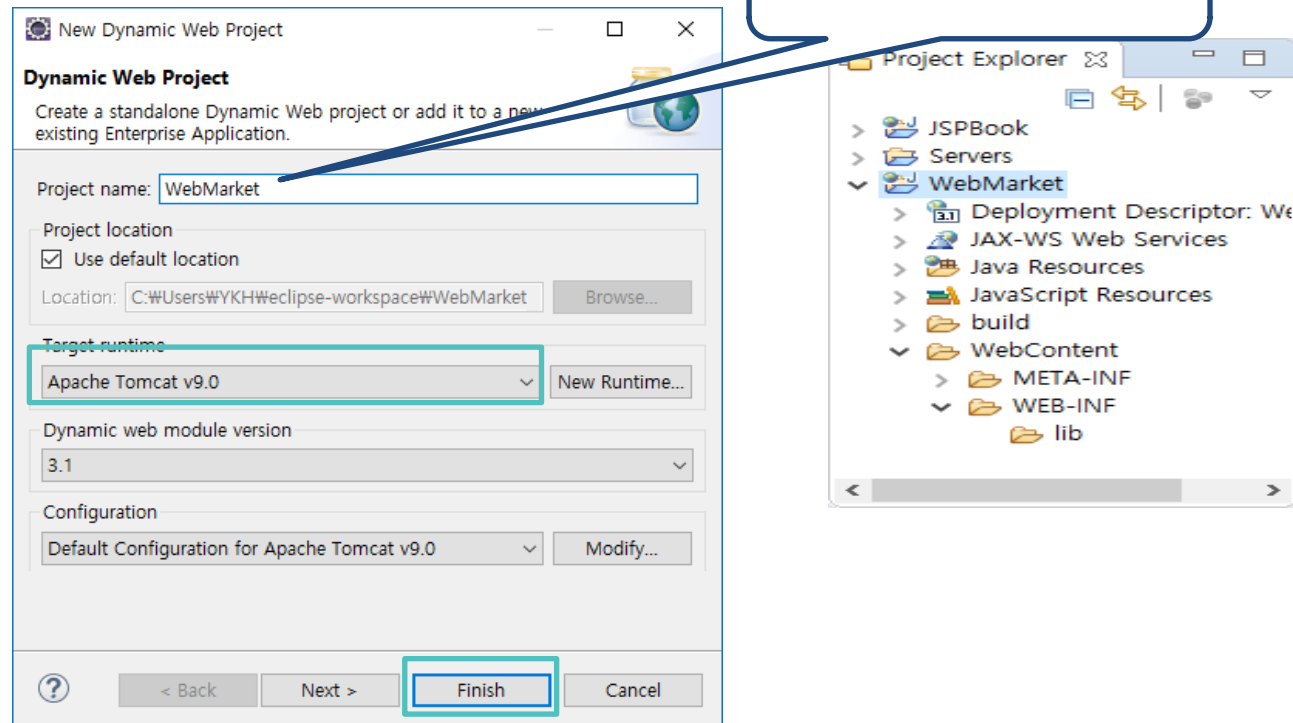 New Dynamic Web Project
Dynamic Web Project
Create a standalone Dynamic Web project or add it to a new
existing Enterprise Application.
Project name: WebMarket
Project location
Use default location
Location: C:₩Users₩YKH₩eclipse-workspace₩WebMarket Browse...
Target runtime
Apache Tomcat v9.0 New Runtime...
Dynamic web module version
3.1
Configuration
Default Configuration for Apache Tomcat v9.0 Modify...
? < Back Next > Finish Cancel
Project Explorer
JSPBook
Servers
WebMarket
3.1 Deployment Descriptor: We
JAX-WS Web Services
Java Resources
JavaScript Resources
build
WebContent
META-INF
WEB-INF
lib